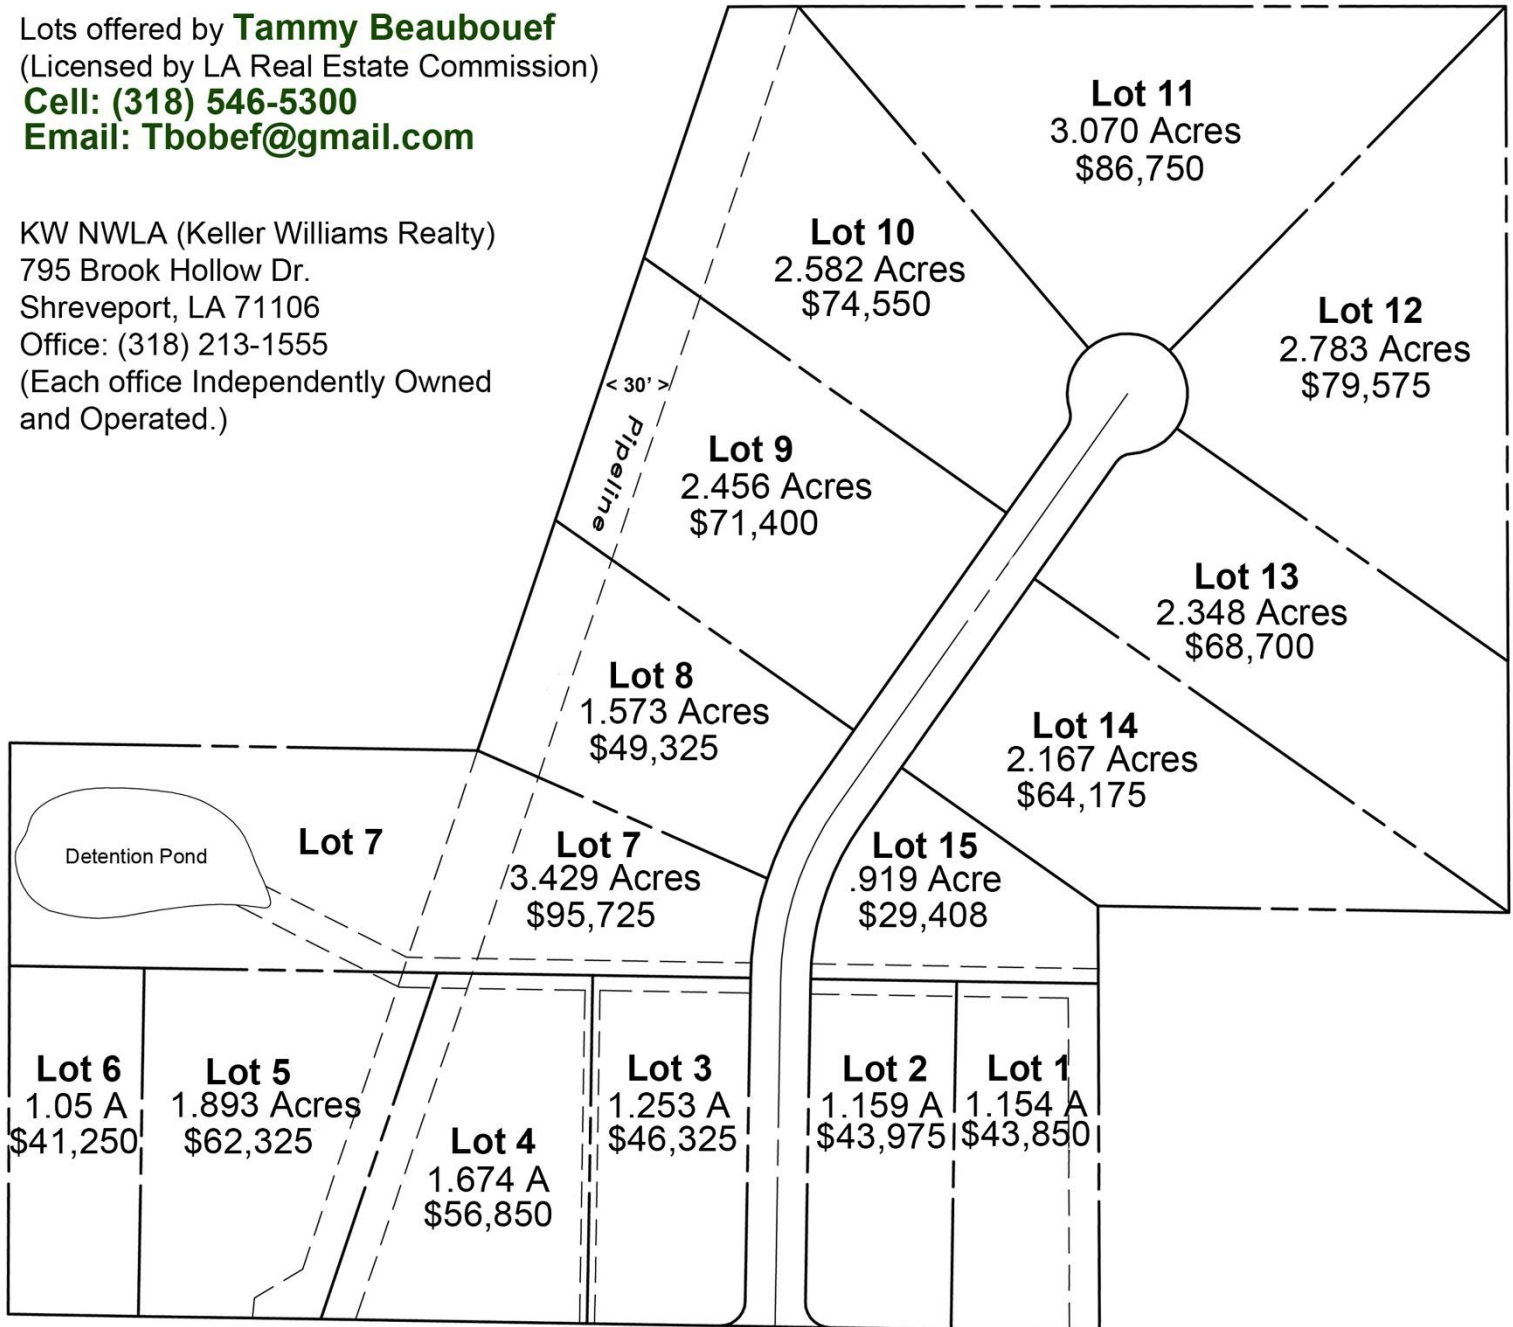 Lots offered by Tammy Beaubouef
(Licensed by LA Real Estate Commission)
Cell: (318) 546-5300
Email: Tbobef@gmail.com
KW NWLA (Keller Williams Realty)
795 Brook Hollow Dr.
Shreveport, LA 71106
Office: (318) 213-1555
(Each office Independently Owned
and Operated.)
Lot 11
3.070 Acres
$86,750
Lot 10
2.582 Acres
$74,550
Lot 12
2.783 Acres
$79,575
< 30' >
Pipeline
Lot 9
2.456 Acres
$71,400
Lot 13
2.348 Acres
$68,700
Lot 8
1.573 Acres
$49,325
Lot 14
2.167 Acres
$64,175
Detention Pond
Lot 7
Lot 7
3.429 Acres
$95,725
Lot 15
.919 Acre
$29,408
Lot 6
1.05 A
$41,250
Lot 5
1.893 Acres
$62,325
Lot 4
1.674 A
$56,850
Lot 3
1.253 A
$46,325
Lot 2
1.159 A
$43,975
Lot 1
1.154 A
$43,850